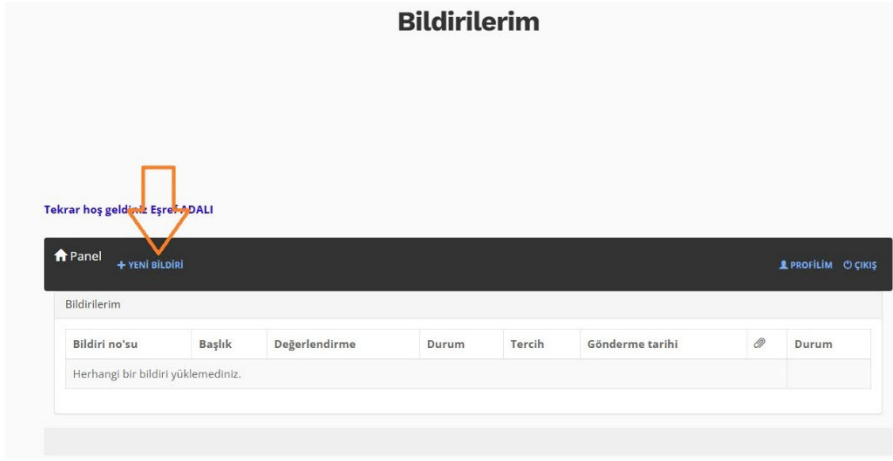 Bildirilerim
Tekrar hoş geldiniz Eşref ADALI
Panel + YENİ BİLDİRİ PROFİLİM ÇIKIŞ
Bildirilerim
Bildiri no'su Başlık Değerlendirme Durum Tercih Gönderme tarihi Durum
Herhangi bir bildiri yüklemediniz.